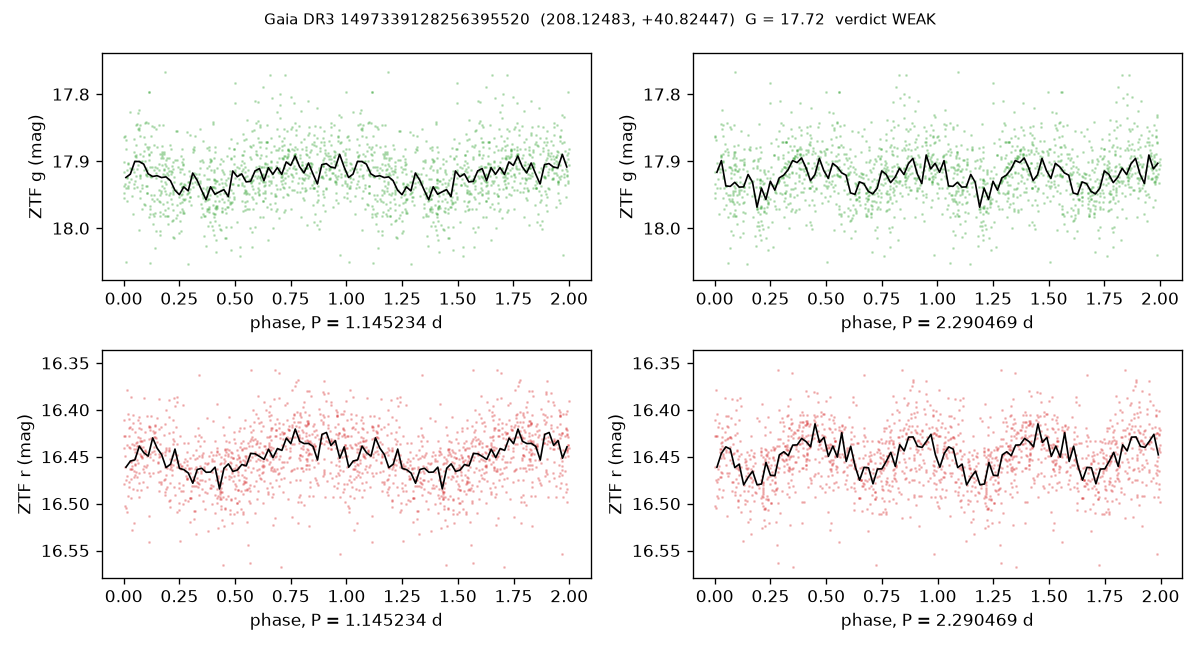 Gaia DR3 1497339128256395520  (208.12483, +40.82447)  G = 17.72  verdict WEAK
17.8
17.9
18.0
ZTF g (mag)
0.00 0.25 0.50 0.75 1.00 1.25 1.50 1.75 2.00
phase, P = 1.145234 d
17.8
17.9
18.0
ZTF g (mag)
0.00 0.25 0.50 0.75 1.00 1.25 1.50 1.75 2.00
phase, P = 2.290469 d
16.35
16.40
16.45
16.50
16.55
ZTF r (mag)
0.00 0.25 0.50 0.75 1.00 1.25 1.50 1.75 2.00
phase, P = 1.145234 d
16.35
16.40
16.45
16.50
16.55
ZTF r (mag)
0.00 0.25 0.50 0.75 1.00 1.25 1.50 1.75 2.00
phase, P = 2.290469 d